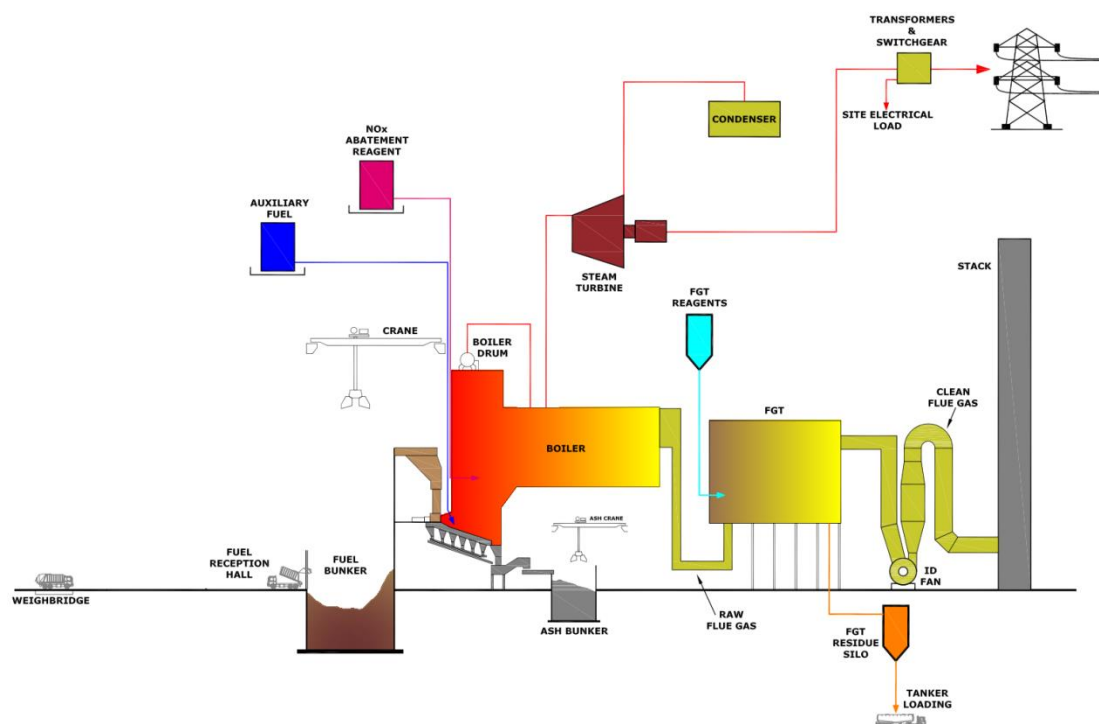 TRANSFORMERS
&
SWITCHGEAR
CONDENSER
SITE ELECTRICAL
LOAD
NOx
ABATEMENT
REAGENT
AUXILIARY
FUEL
STEAM
TURBINE
STACK
FGT
REAGENTS
CRANE
BOILER
DRUM
CLEAN
FLUE GAS
FGT
BOILER
ASH CRANE
FUEL
RECEPTION
HALL
FUEL
BUNKER
ID
FAN
WEIGHBRIDGE
ASH BUNKER
RAW
FLUE GAS
FGT
RESIDUE
SILO
TANKER
LOADING